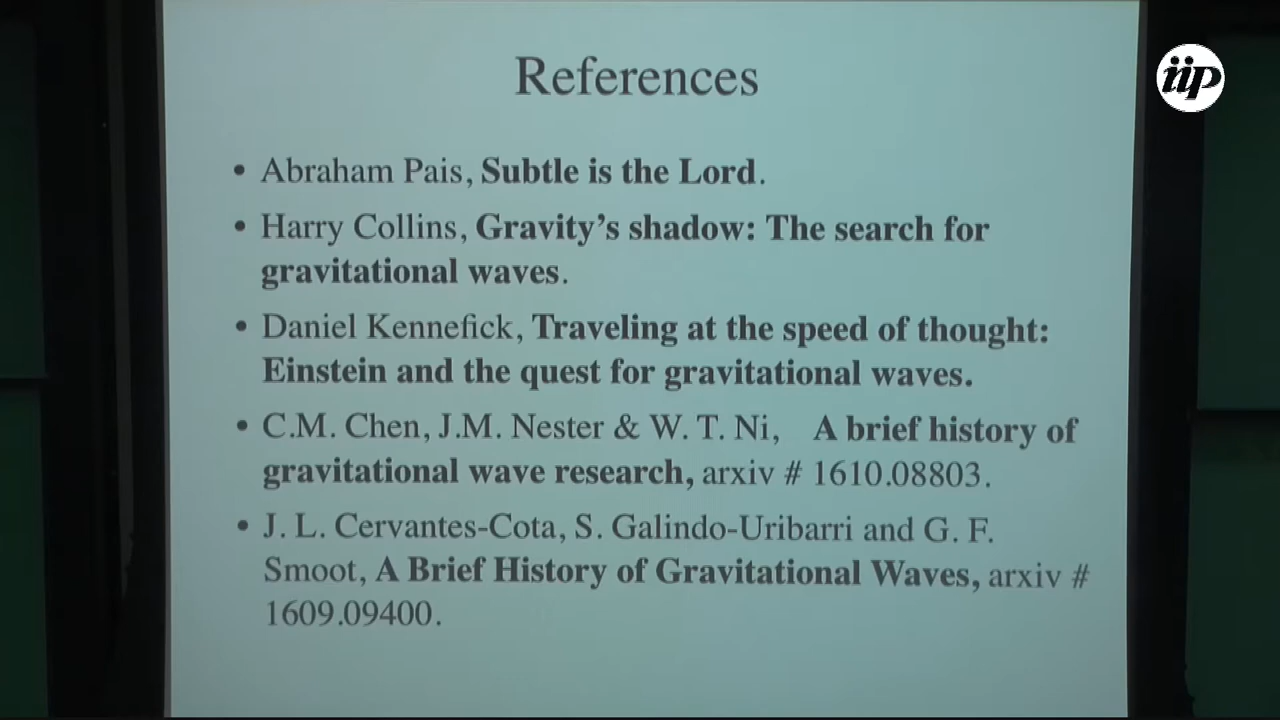 References
iip
• Abraham Pais, Subtle is the Lord.
• Harry Collins, Gravity's shadow: The search for
gravitational waves.
• Daniel Kennefick, Traveling at the speed of thought:
Einstein and the quest for gravitational waves.
• C.M. Chen, J.M. Nester & W. T. Ni, A brief history of
gravitational wave research, arxiv # 1610.08803.
• J. L. Cervantes-Cota, S. Galindo-Uribarri and G. F.
Smoot, A Brief History of Gravitational Waves, arxiv #
1609.09400.